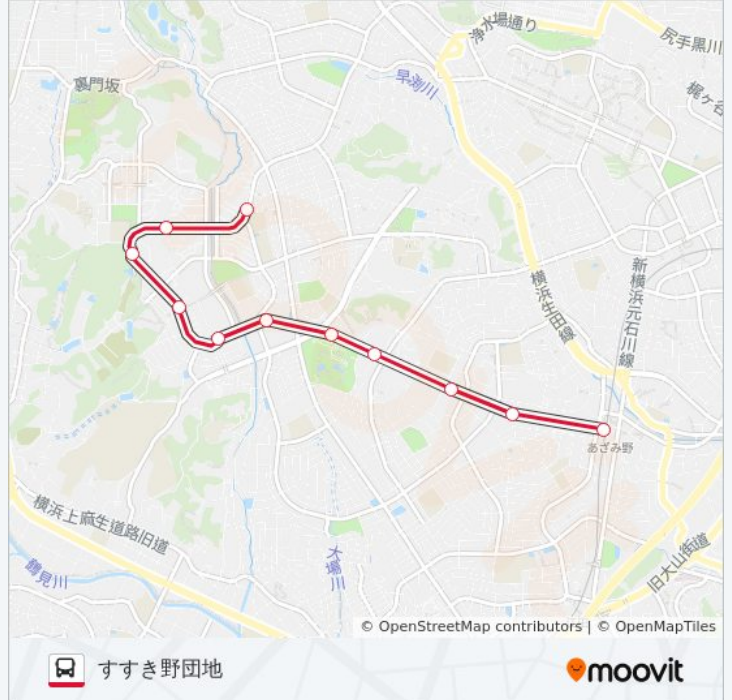 浄水場通り
尻手黒川
裏門坂
早渕川
梶ヶ谷
横浜生田線
新横浜元石川線
あざみ野
横浜上麻生道路旧道
鶴見川
大場川
旧大山街道
© OpenStreetMap contributors | © OpenMapTiles
すすき野団地
moovit